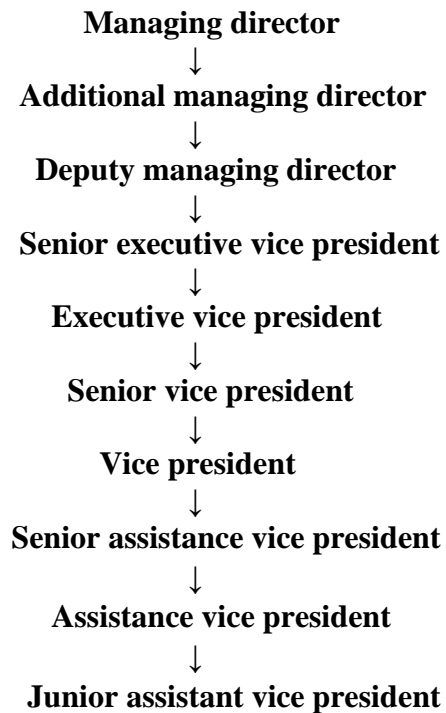 Managing director
↓
Additional managing director
↓
Deputy managing director
↓
Senior executive vice president
↓
Executive vice president
↓
Senior vice president
↓
Vice president
↓
Senior assistance vice president
↓
Assistance vice president
↓
Junior assistant vice president